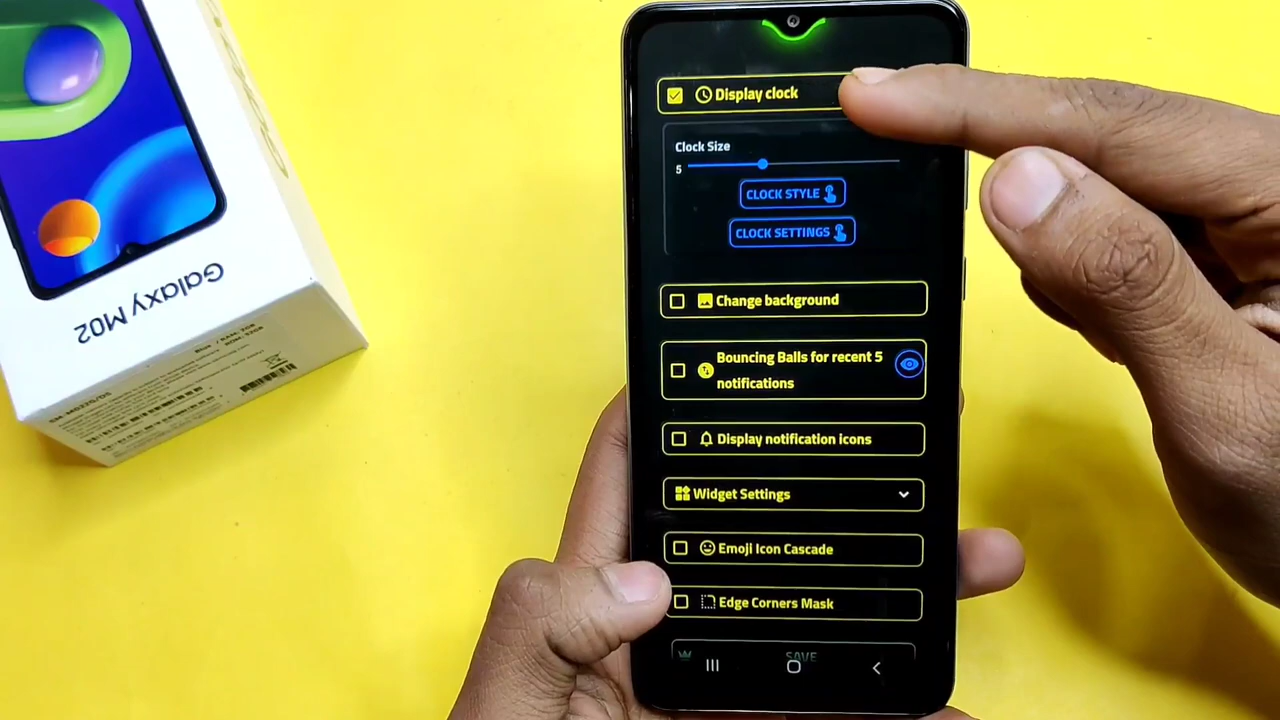 Galaxy M02
Display clock
Clock Size
5
CLOCK STYLE
CLOCK SETTINGS
Change background
Bouncing Balls for recent 5
notifications
Display notification icons
Widget Settings
Emoji Icon Cascade
Edge Corners Mask
SAVE